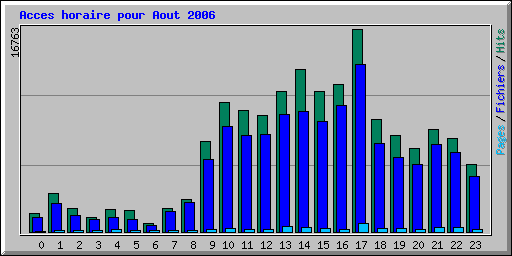 Acces horaire pour Aout 2006
16763
Pages / Fichiers / Hits
0 1 2 3 4 5 6 7 8 9 10 11 12 13 14 15 16 17 18 19 20 21 22 23